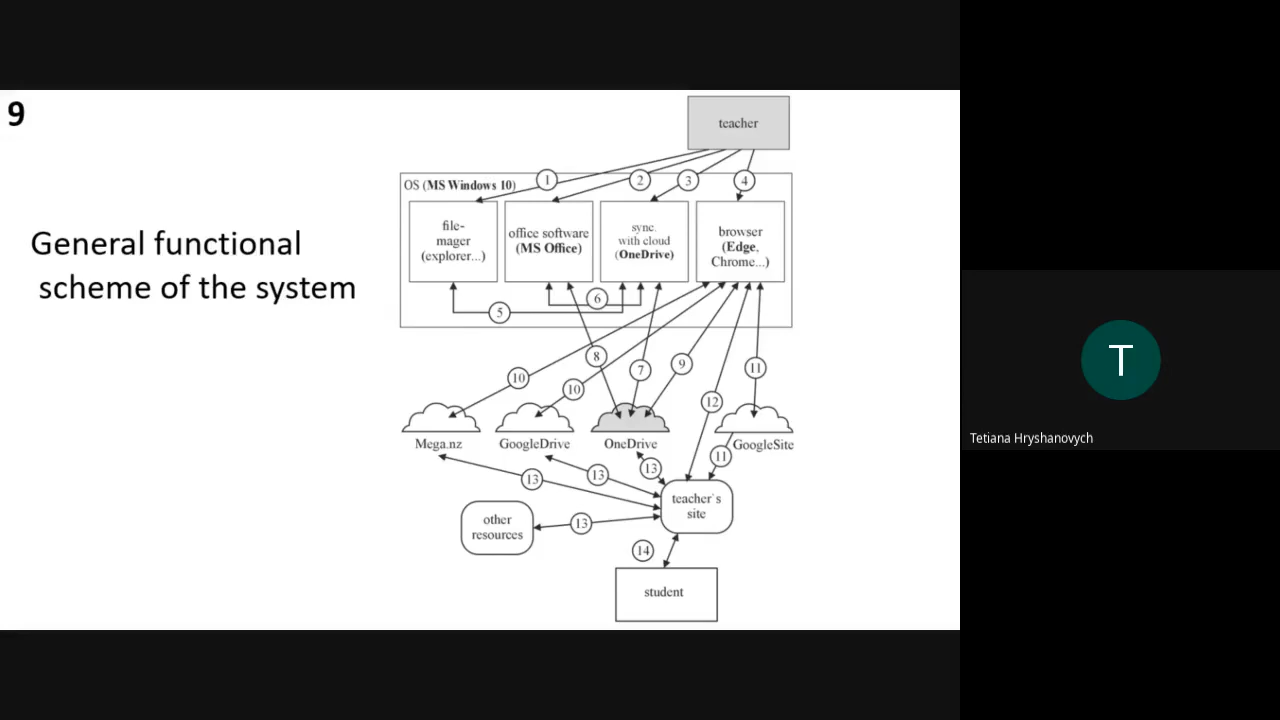 9
General functional
scheme of the system
teacher
OS (MS Windows 10)
1
2
3
4
file-
mager
(explorer...)
office software
(MS Office)
sync.
with cloud
(OneDrive)
browser
(Edge,
Chrome...)
5
6
8
7
9
10
10
11
12
Mega.nz
GoogleDrive
OneDrive
GoogleSite
11
13
13
13
teacher`s
site
other
resources
13
14
student
T
Tetiana Hryshanovych